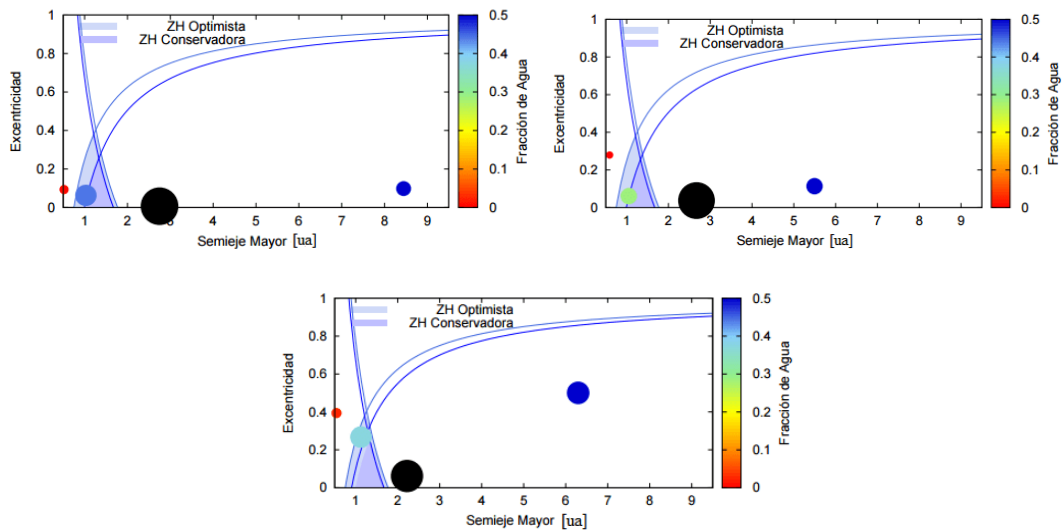 ZH Optimista
ZH Conservadora
Excentricidad
0 0.2 0.4 0.6 0.8 1
1 2 3 4 5 6 7 8 9
Semieje Mayor [ua]
0 0.1 0.2 0.3 0.4 0.5
Fracción de Agua
ZH Optimista
ZH Conservadora
Excentricidad
0 0.2 0.4 0.6 0.8 1
1 2 3 4 5 6 7 8 9
Semieje Mayor [ua]
0 0.1 0.2 0.3 0.4 0.5
Fracción de Agua
ZH Optimista
ZH Conservadora
Excentricidad
0 0.2 0.4 0.6 0.8 1
1 2 3 4 5 6 7 8 9
Semieje Mayor [ua]
0 0.1 0.2 0.3 0.4 0.5
Fracción de Agua